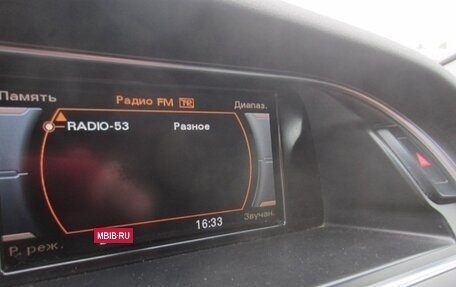 Память
Радио FM TP
Диапаз.
RADIO-53 Разное
16:33
Звучан.
Р. реж.
MBIB.RU